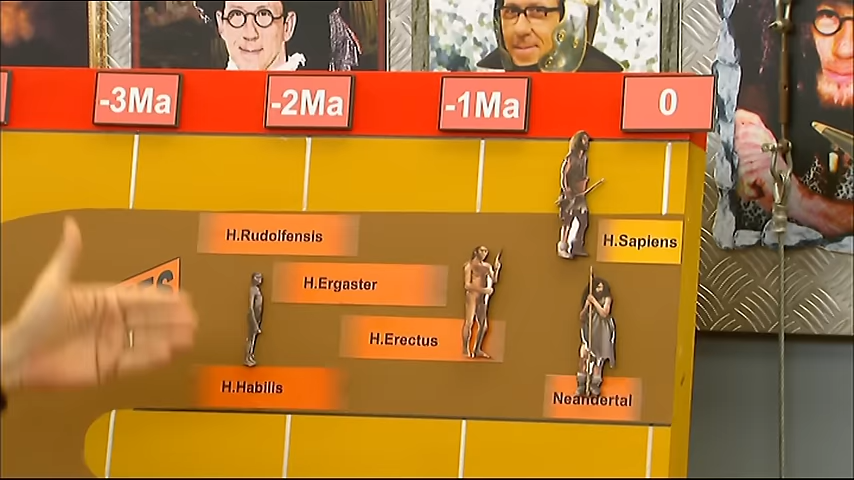 -3Ma -2Ma -1Ma 0
H.Rudolfensis
H.Sapiens
H.Ergaster
H.Erectus
H.Habilis
Neandertal